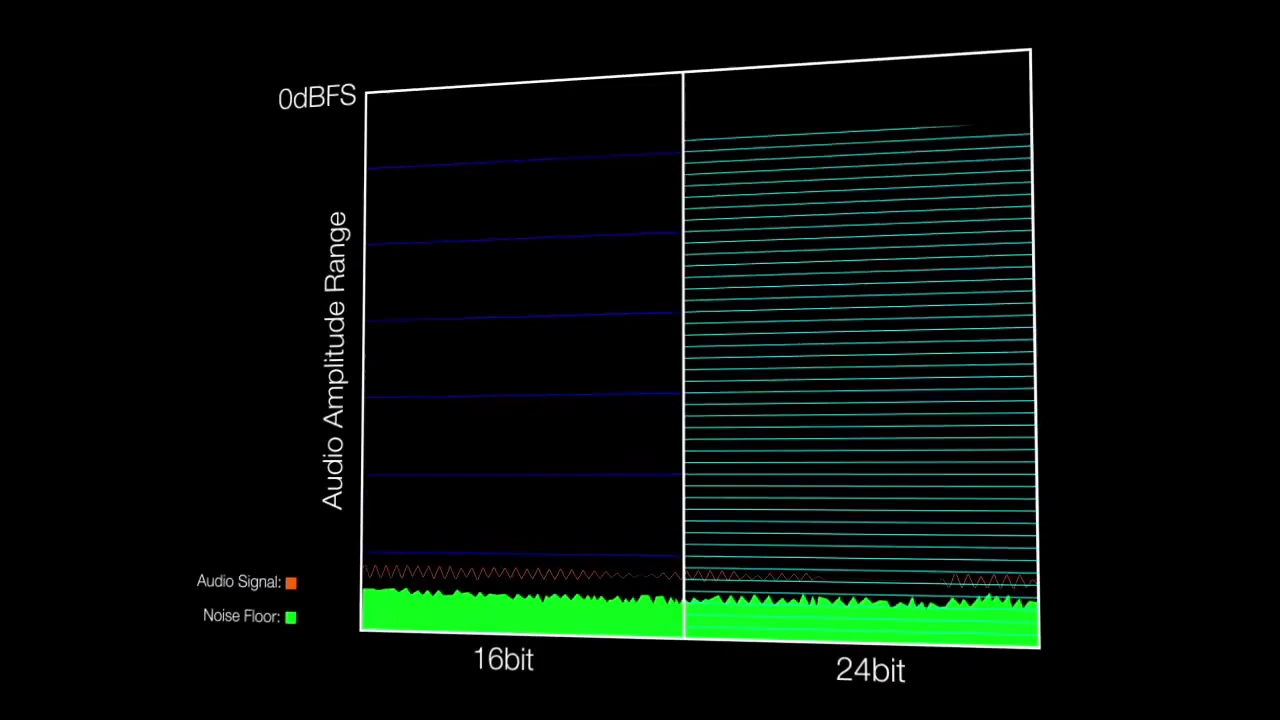 0dBFS
Audio Amplitude Range
Audio Signal:
Noise Floor:
16bit
24bit